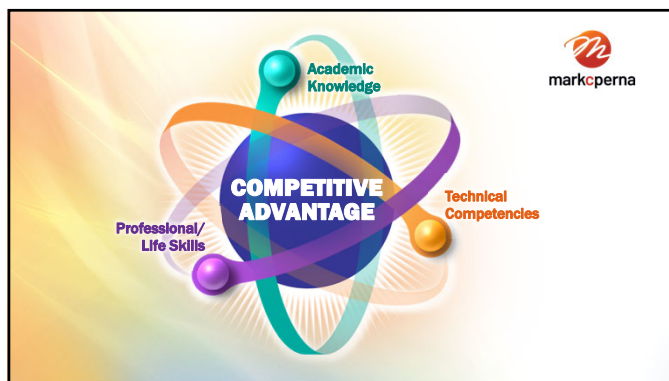 Academic
Knowledge
markcperna
COMPETITIVE
ADVANTAGE
Technical
Competencies
Professional/
Life Skills